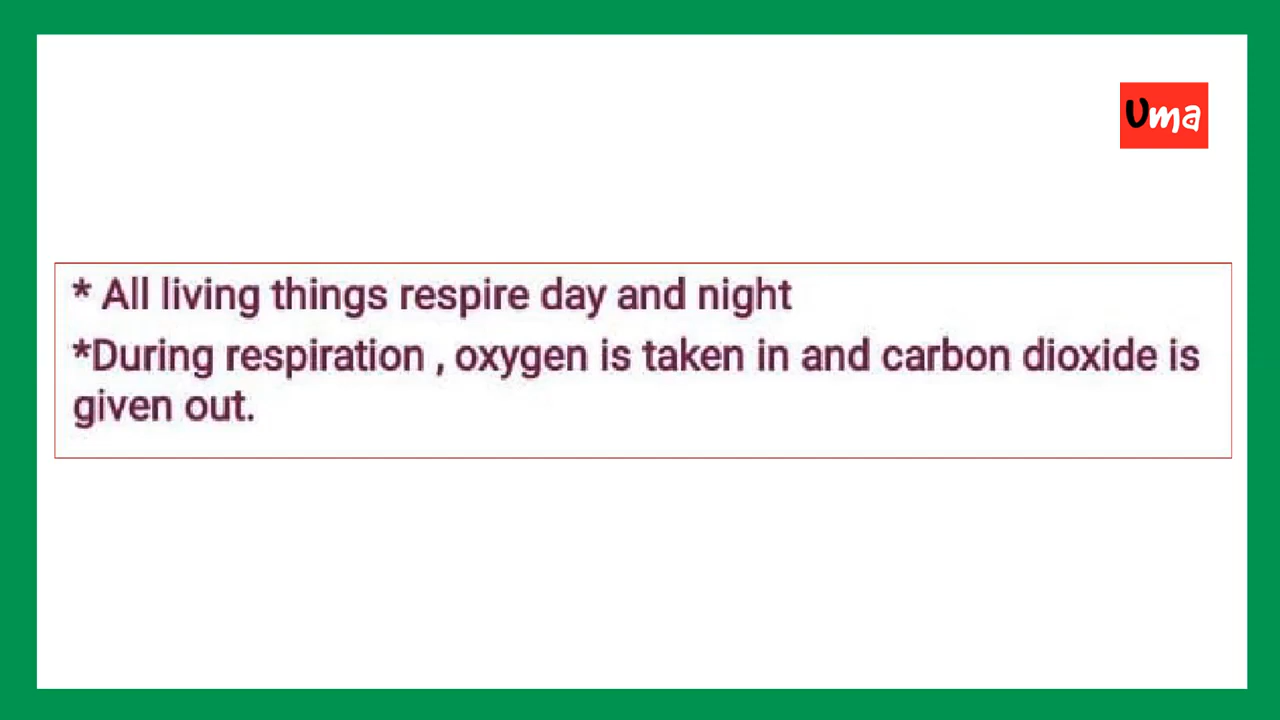 Uma
* All living things respire day and night
*During respiration , oxygen is taken in and carbon dioxide is
given out.